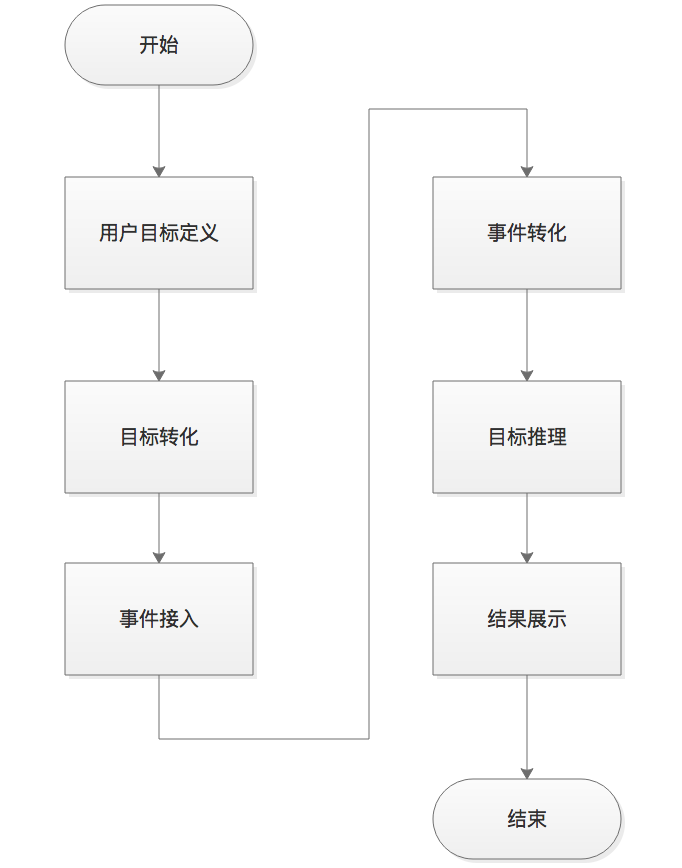 开始
用户目标定义
目标转化
事件接入
事件转化
目标推理
结果展示
结束